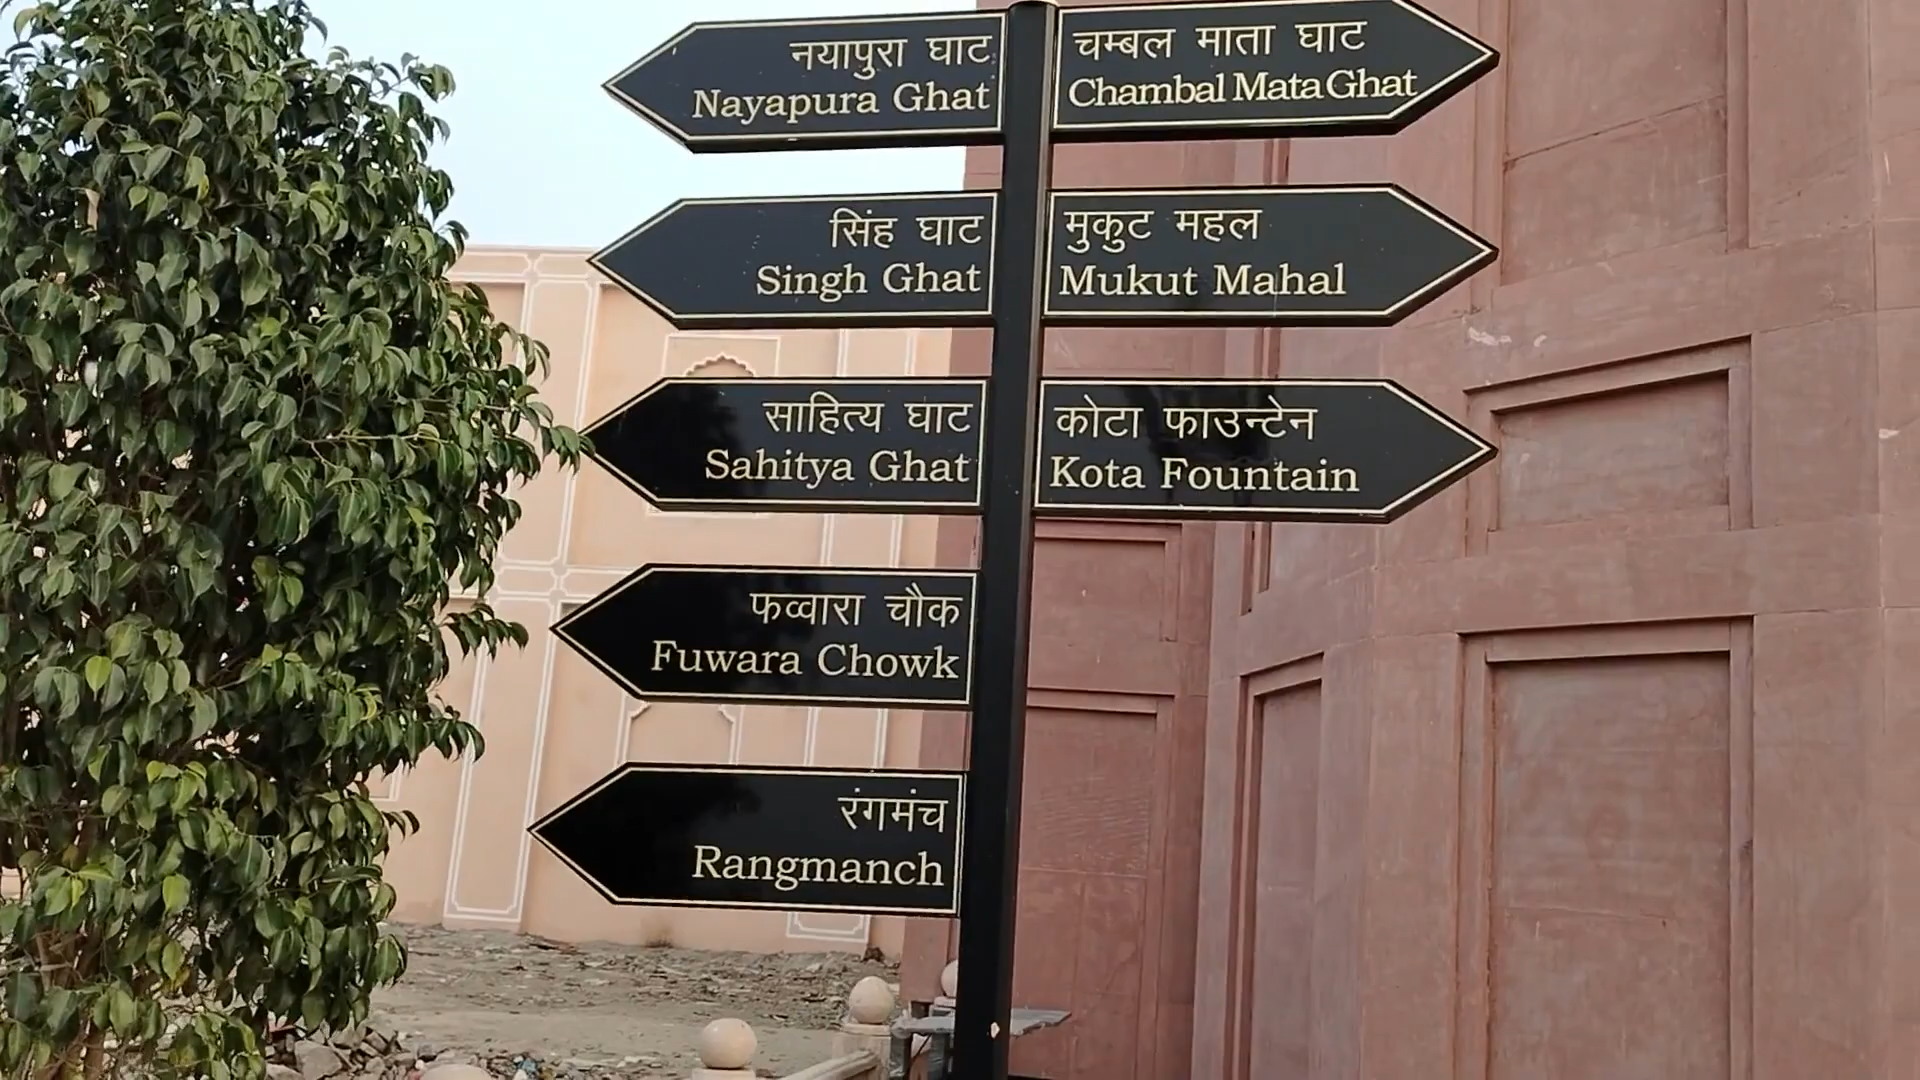 नयापुरा घाट
Nayapura Ghat
चम्बल माता घाट
Chambal Mata Ghat
सिंह घाट
Singh Ghat
मुकुट महल
Mukut Mahal
साहित्य घाट
Sahitya Ghat
कोटा फाउन्टेन
Kota Fountain
फव्वारा चौक
Fuwara Chowk
रंगमंच
Rangmanch